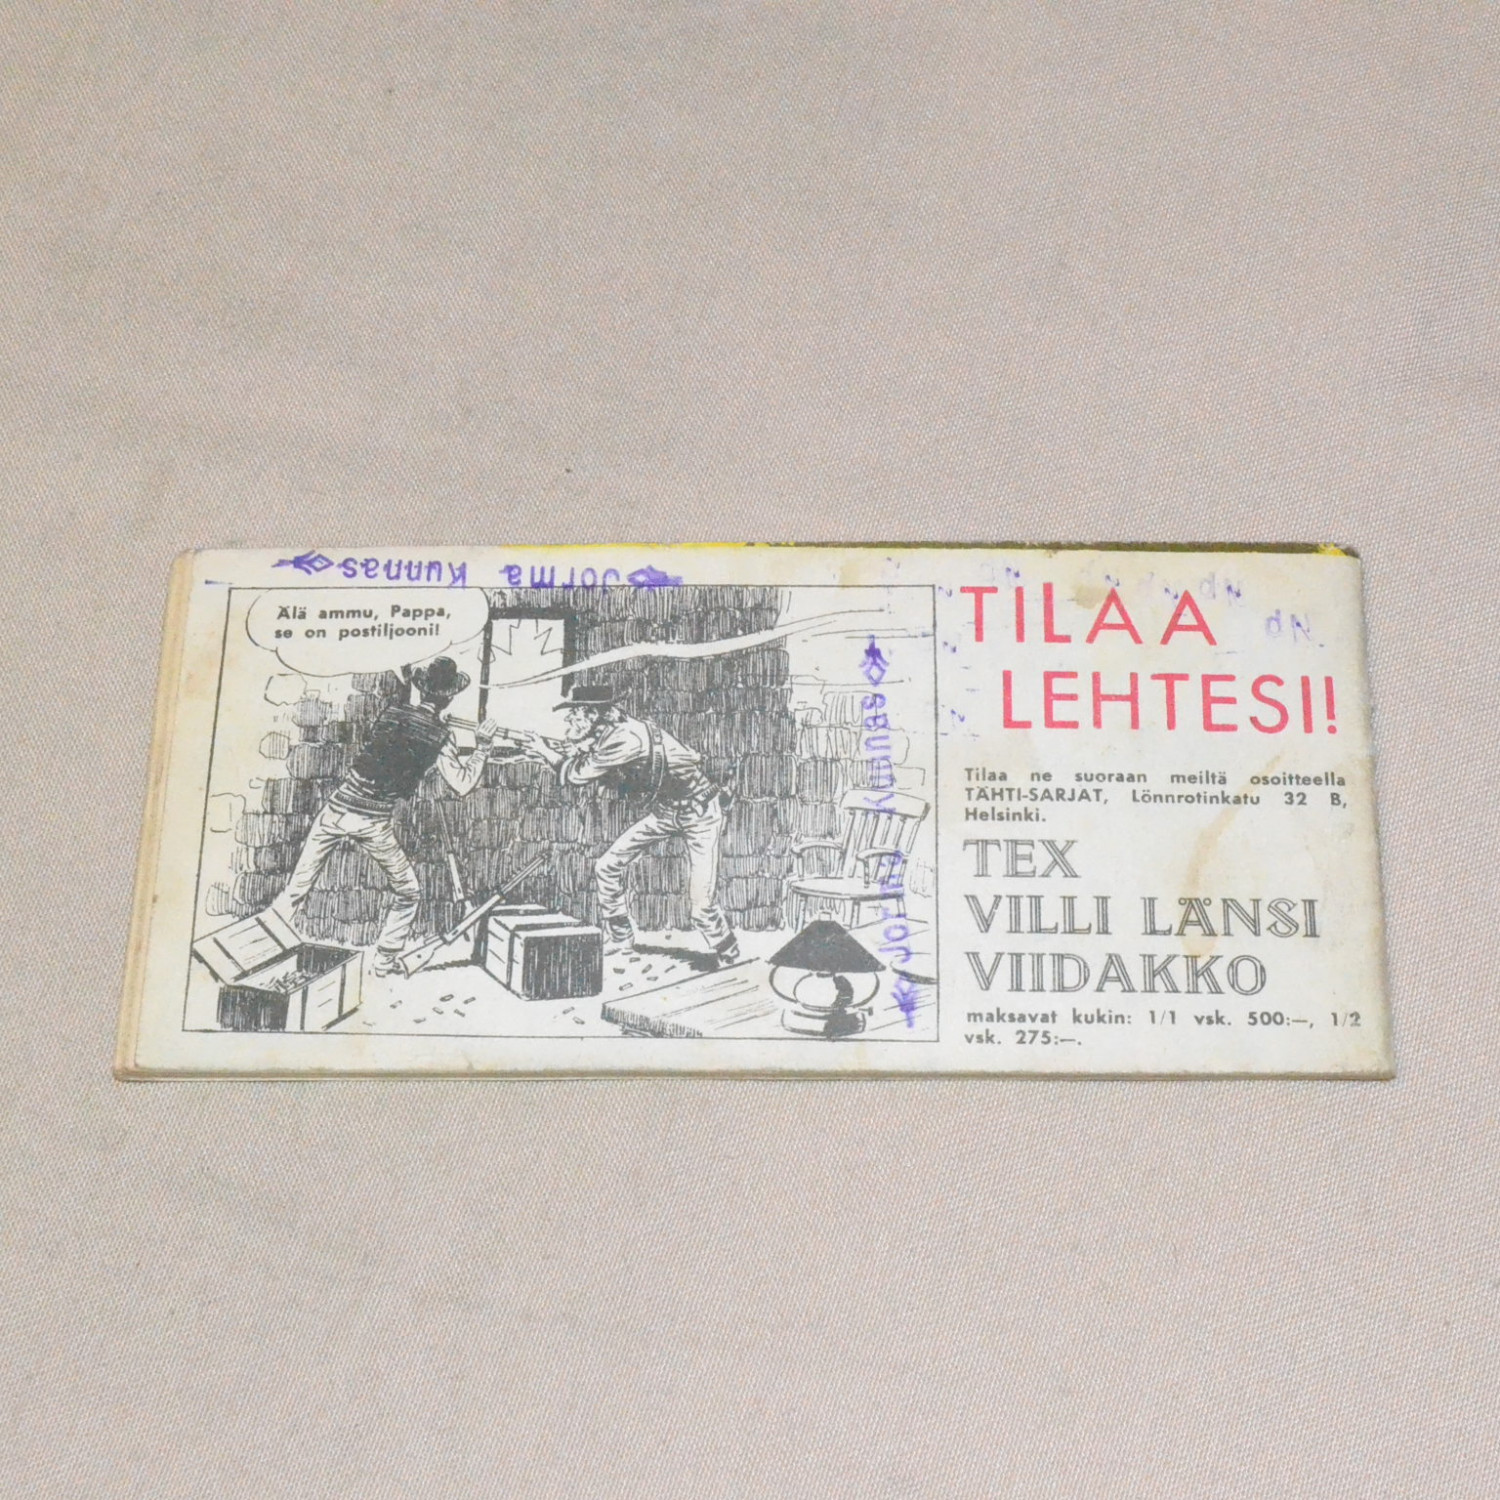 Jorma Kunnas
Älä ammu, Pappa,
se on postiljooni!
Jorma Kunnas
TILAA
LEHTESI!
Tilaa ne suoraan meiltä osoitteella
TÄHTI-SARJAT, Lönnrotinkatu 32 B,
Helsinki.
TEX
VILLI LÄNSI
VIIDAKKO
maksavat kukin: 1/1 vsk. 500:—, 1/2
vsk. 275:—.